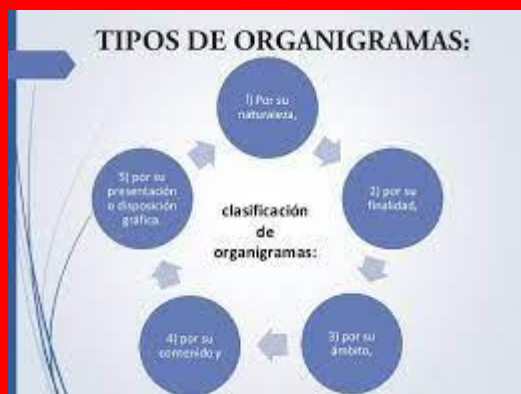 TIPOS DE ORGANIGRAMAS:
1) Por su
naturaleza,
2) por su
finalidad,
3) por su
ámbito,
4) por su
contenido y
5) por su
presentación
o disposición
gráfica.
clasificación
de
organigramas: